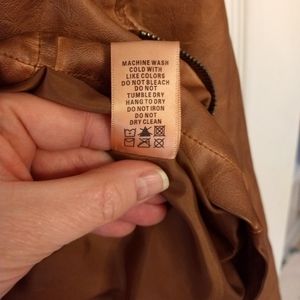 MACHINE WASH
COLD WITH
LIKE COLORS
DO NOT BLEACH
DO NOT
TUMBLE DRY
HANG TO DRY
DO NOT IRON
DO NOT
DRY CLEAN